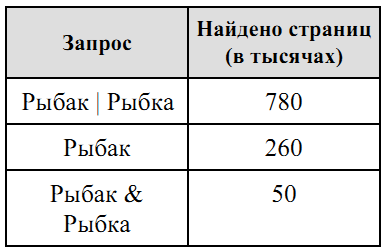 Запрос
Найдено страниц
(в тысячах)
Рыбак | Рыбка
780
Рыбак
260
Рыбак &
Рыбка
50